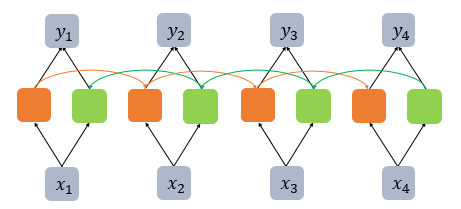 y₁ y₂ y₃ y₄
x₁ x₂ x₃ x₄